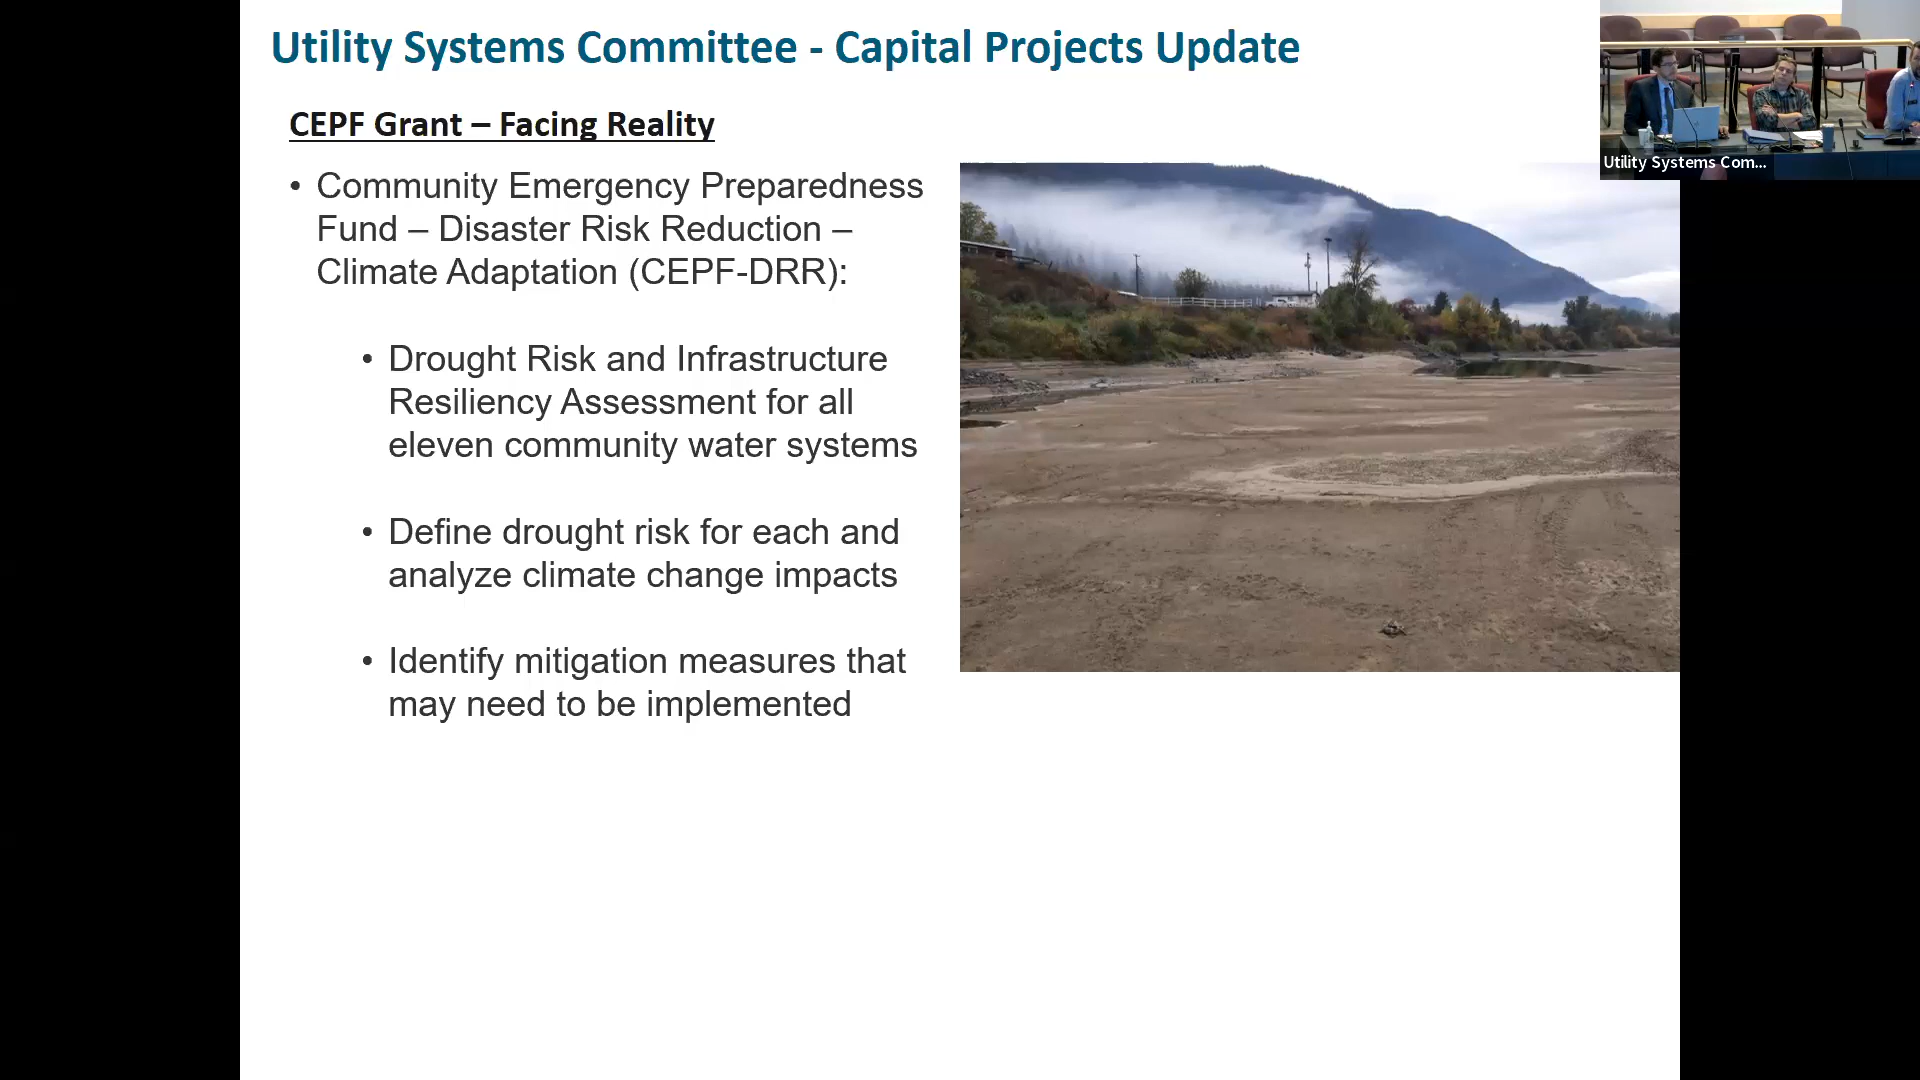 Utility Systems Committee - Capital Projects Update
CEPF Grant – Facing Reality
• Community Emergency Preparedness
Fund – Disaster Risk Reduction –
Climate Adaptation (CEPF-DRR):
• Drought Risk and Infrastructure
Resiliency Assessment for all
eleven community water systems
• Define drought risk for each and
analyze climate change impacts
• Identify mitigation measures that
may need to be implemented
Utility Systems Com...